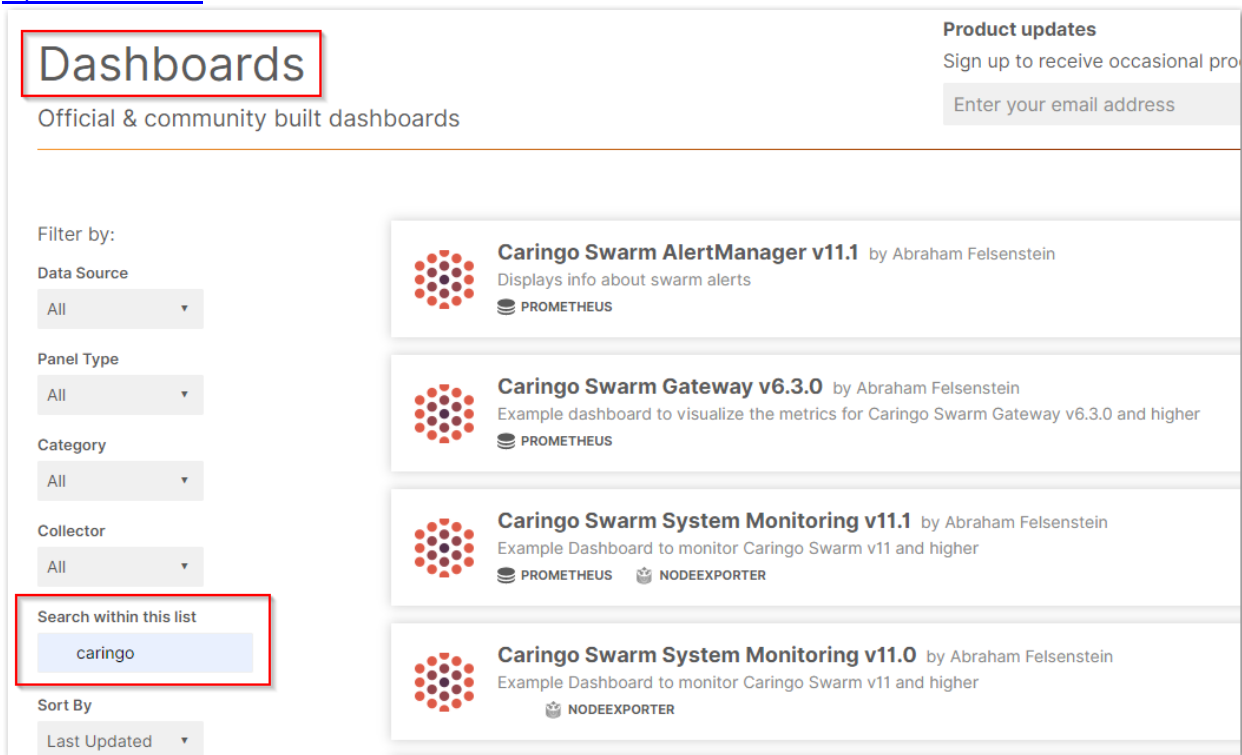 Dashboards
Official & community built dashboards
Product updates
Sign up to receive occasional pro
Enter your email address
Filter by:
Data Source
All
Panel Type
All
Category
All
Collector
All
Search within this list
caringo
Sort By
Last Updated
Caringo Swarm AlertManager v11.1 by Abraham Felsenstein
Displays info about swarm alerts
PROMETHEUS
Caringo Swarm Gateway v6.3.0 by Abraham Felsenstein
Example dashboard to visualize the metrics for Caringo Swarm Gateway v6.3.0 and higher
PROMETHEUS
Caringo Swarm System Monitoring v11.1 by Abraham Felsenstein
Example Dashboard to monitor Caringo Swarm v11 and higher
PROMETHEUS NODEEXPORTER
Caringo Swarm System Monitoring v11.0 by Abraham Felsenstein
Example Dashboard to monitor Caringo Swarm v11 and higher
NODEEXPORTER